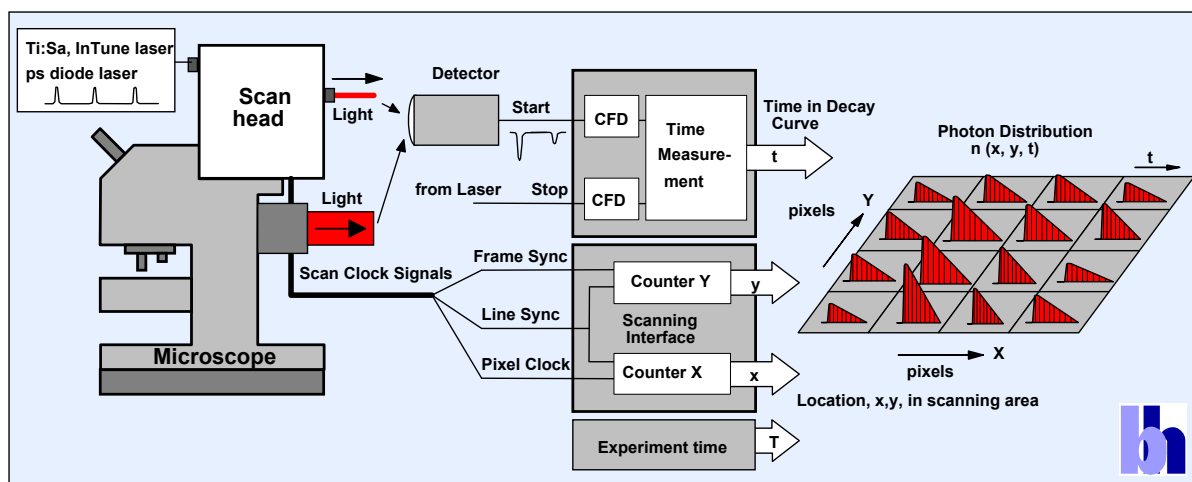 Ti:Sa, InTune laser
ps diode laser
Scan
head
Light
Detector
Start
CFD
Time
Measure-
ment
Time in Decay
Curve
t
from Laser
Stop
CFD
Light
Microscope
Scan Clock Signals
Frame Sync
Line Sync
Pixel Clock
Counter Y
Scanning
Interface
Counter X
y
x
Experiment time
T
Photon Distribution
n (x, y, t)
t
Y
pixels
X
pixels
Location, x,y, in scanning area
bh